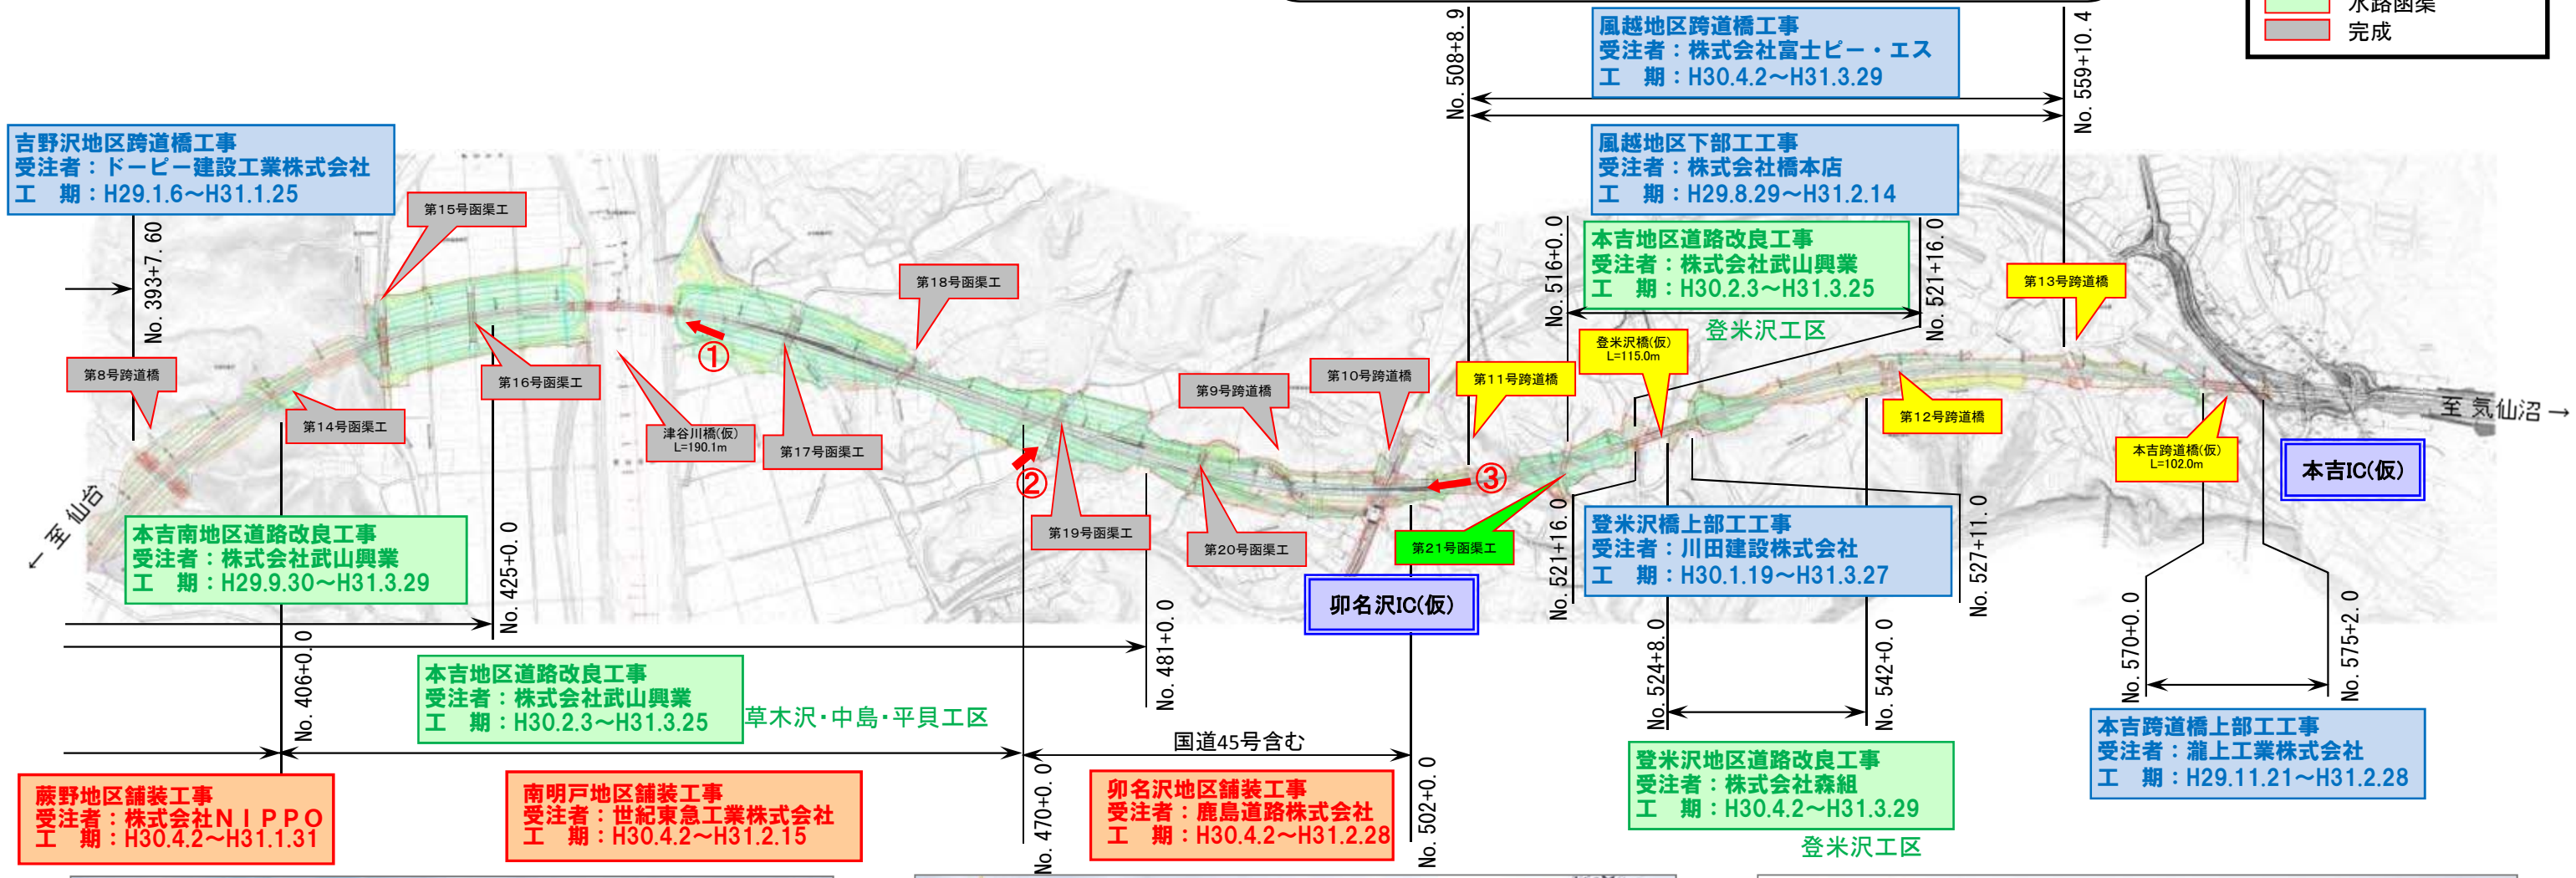 水路函渠
完成
No. 508+8. 9
風越地区跨道橋工事
受注者：株式会社富士ピー・エス
工　期：H30.4.2～H31.3.29
No. 559+10. 4
吉野沢地区跨道橋工事
受注者：ドーピー建設工業株式会社
工　期：H29.1.6～H31.1.25
風越地区下部工工事
受注者：株式会社橋本店
工　期：H29.8.29～H31.2.14
No. 393+7. 60
第15号函渠工
第18号函渠工
No. 516+0. 0
本吉地区道路改良工事
受注者：株式会社武山興業
工　期：H30.2.3～H31.3.25
No. 521+16. 0
登米沢工区
第13号跨道橋
第8号跨道橋
第14号函渠工
第16号函渠工
津谷川橋(仮)
L=190.1m
①
第17号函渠工
第9号跨道橋
第10号跨道橋
第11号跨道橋
登米沢橋(仮)
L=115.0m
第12号跨道橋
至 気仙沼 →
本吉跨道橋(仮)
L=102.0m
本吉IC(仮)
②
③
第19号函渠工
第20号函渠工
第21号函渠工
← 至 仙台
本吉南地区道路改良工事
受注者：株式会社武山興業
工　期：H29.9.30～H31.3.29
No. 425+0. 0
卯名沢IC(仮)
No. 521+16. 0
登米沢橋上部工工事
受注者：川田建設株式会社
工　期：H30.1.19～H31.3.27
No. 527+11. 0
No. 406+0. 0
本吉地区道路改良工事
受注者：株式会社武山興業
工　期：H30.2.3～H31.3.25
草木沢・中島・平貝工区
No. 481+0. 0
No. 524+8. 0
No. 542+0. 0
No. 570+0. 0
No. 575+2. 0
国道45号含む
蕨野地区舗装工事
受注者：株式会社ＮＩＰＰＯ
工　期：H30.4.2～H31.1.31
南明戸地区舗装工事
受注者：世紀東急工業株式会社
工　期：H30.4.2～H31.2.15
No. 470+0. 0
卯名沢地区舗装工事
受注者：鹿島道路株式会社
工　期：H30.4.2～H31.2.28
No. 502+0. 0
登米沢地区道路改良工事
受注者：株式会社森組
工　期：H30.4.2～H31.3.29
登米沢工区
本吉跨道橋上部工工事
受注者：瀧上工業株式会社
工　期：H29.11.21～H31.2.28